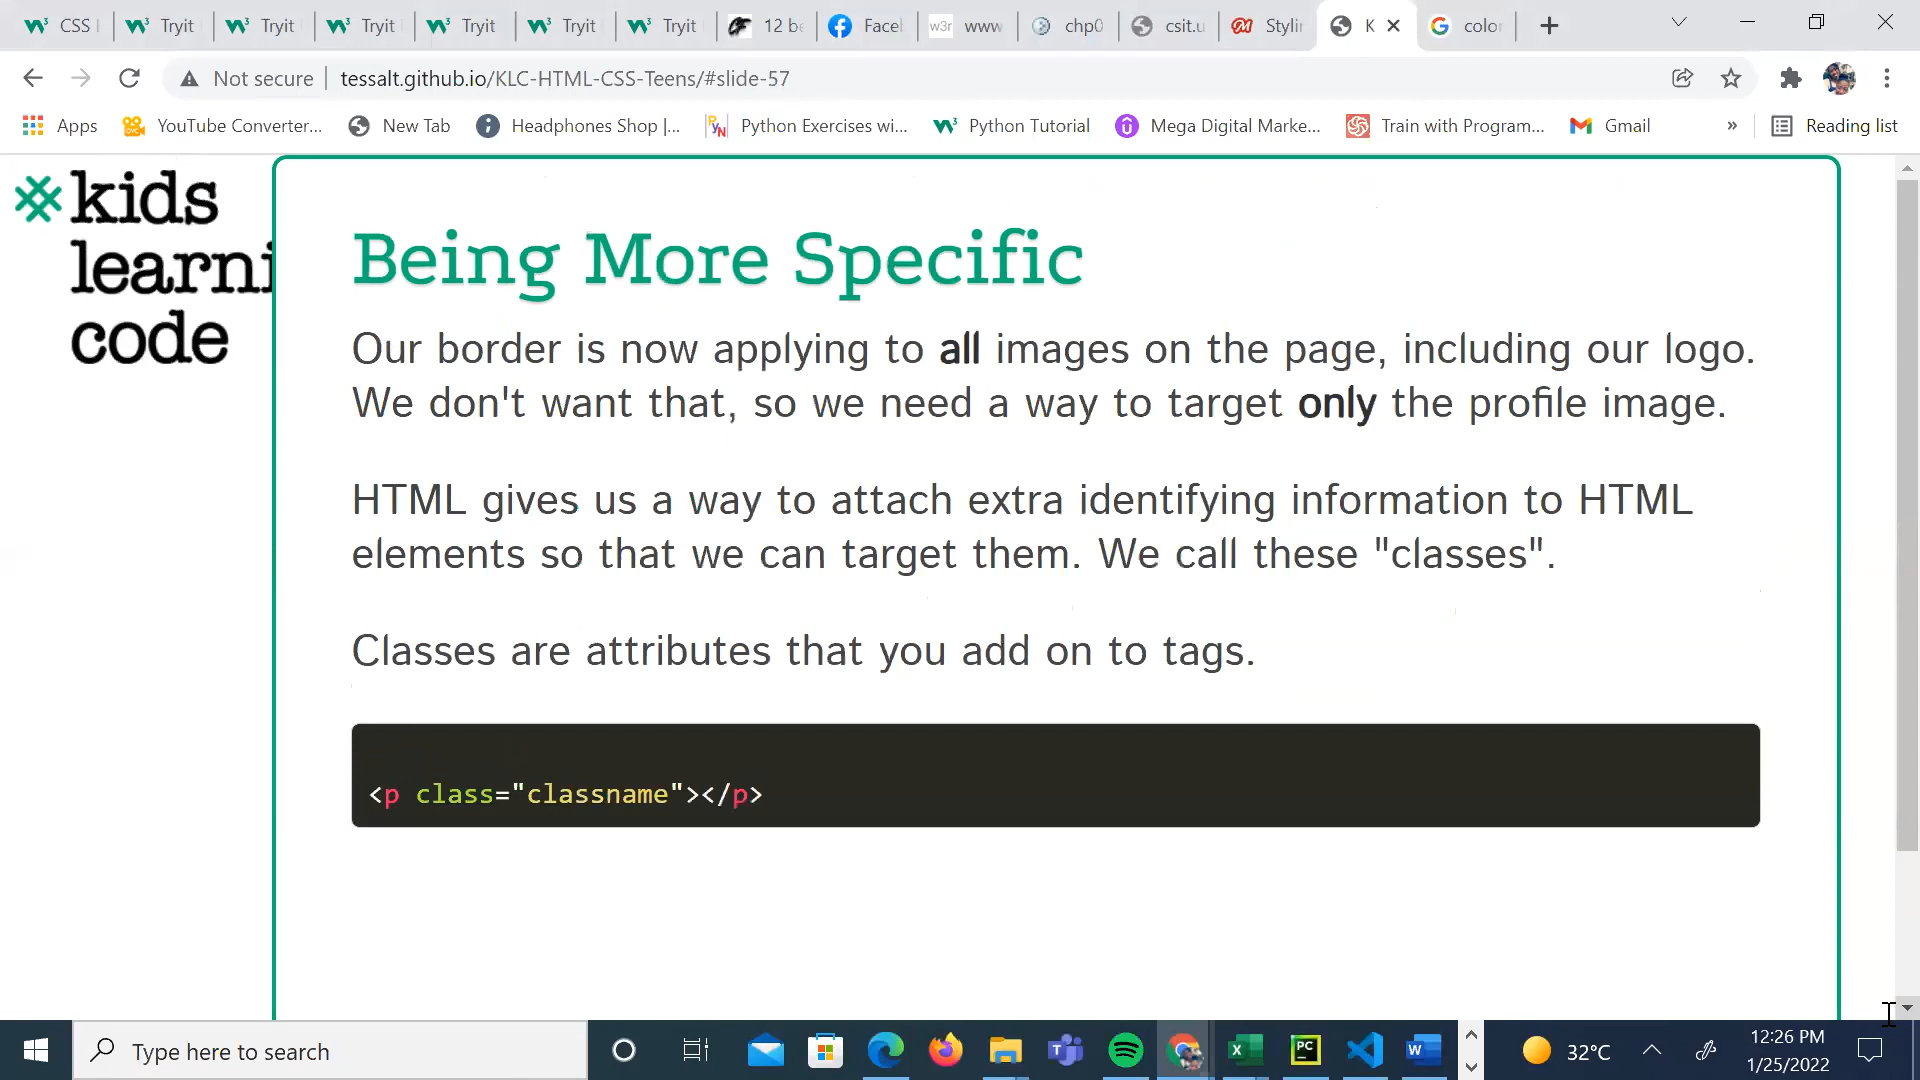 CSS Tryit Tryit Tryit Tryit Tryit Tryit 12 be Facel w3r www chp0 csit.u Stylin K color
Not secure tessalt.github.io/KLC-HTML-CSS-Teens/#slide-57
Apps YouTube Converter... New Tab Headphones Shop |... Python Exercises wi... Python Tutorial Mega Digital Marke... Train with Program... Gmail » Reading list
kids
learni
code
Being More Specific
Our border is now applying to all images on the page, including our logo.
We don't want that, so we need a way to target only the profile image.
HTML gives us a way to attach extra identifying information to HTML
elements so that we can target them. We call these "classes".
Classes are attributes that you add on to tags.
<p class="classname"></p>
Type here to search
32°C
12:26 PM
1/25/2022